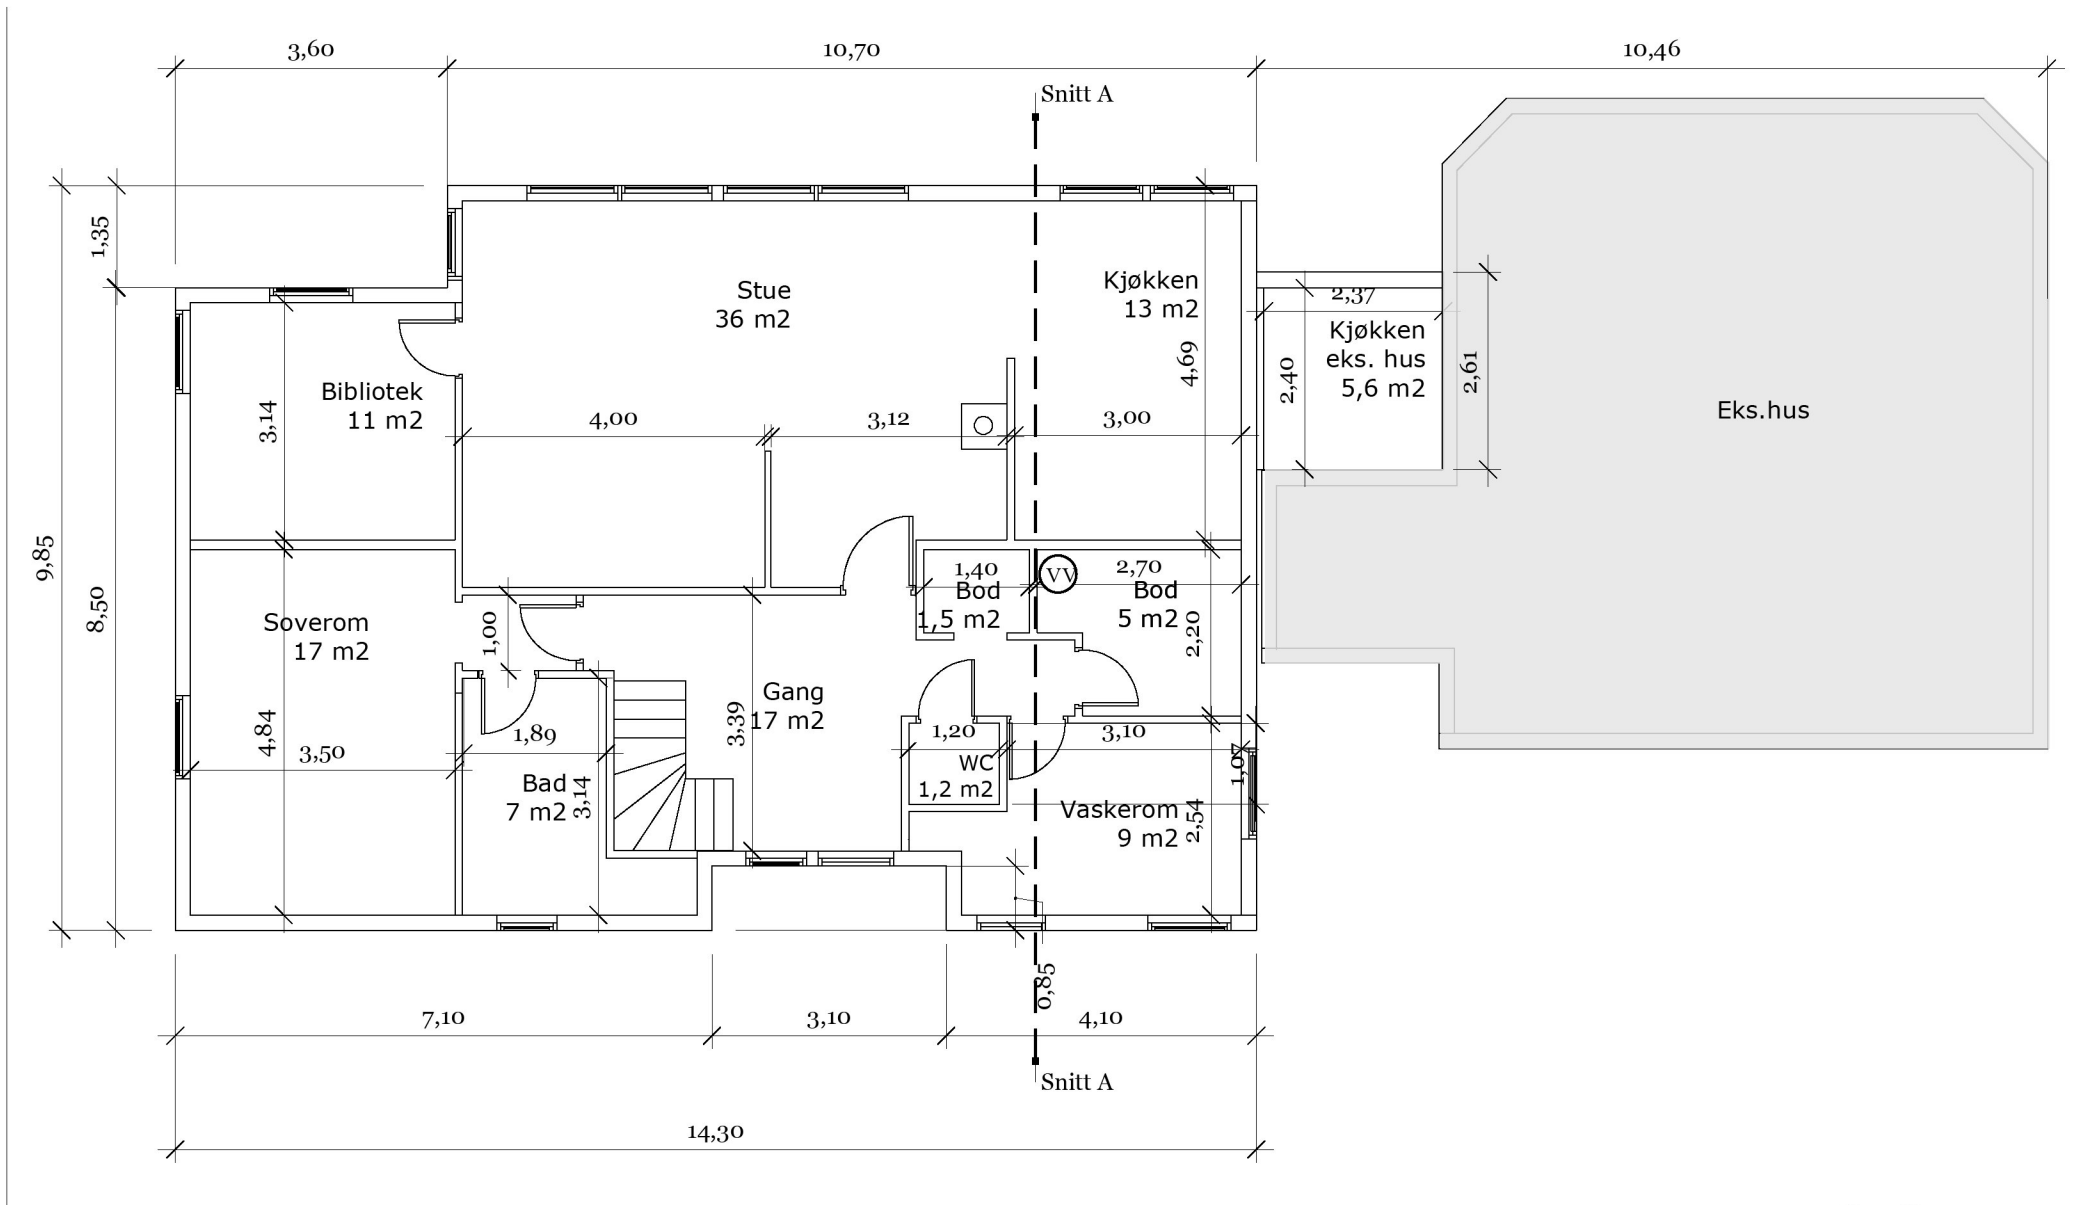 3,60
10,70
10,46
Snitt A
1,35
9,85
8,50
Stue
36 m2
Kjøkken
13 m2
2,37
Kjøkken
eks. hus
5,6 m2
2,40
2,61
Eks.hus
4,69
Bibliotek
11 m2
3,14
4,00
3,12
3,00
1,40
Bod
1,5 m2
VV
2,70
Bod
5 m2
2,20
Soverom
17 m2
1,00
4,84
3,50
1,89
Bad
7 m2
3,14
Gang
17 m2
3,39
1,20
WC
1,2 m2
3,10
1,07
Vaskerom
9 m2
2,54
0,85
7,10
3,10
4,10
Snitt A
14,30